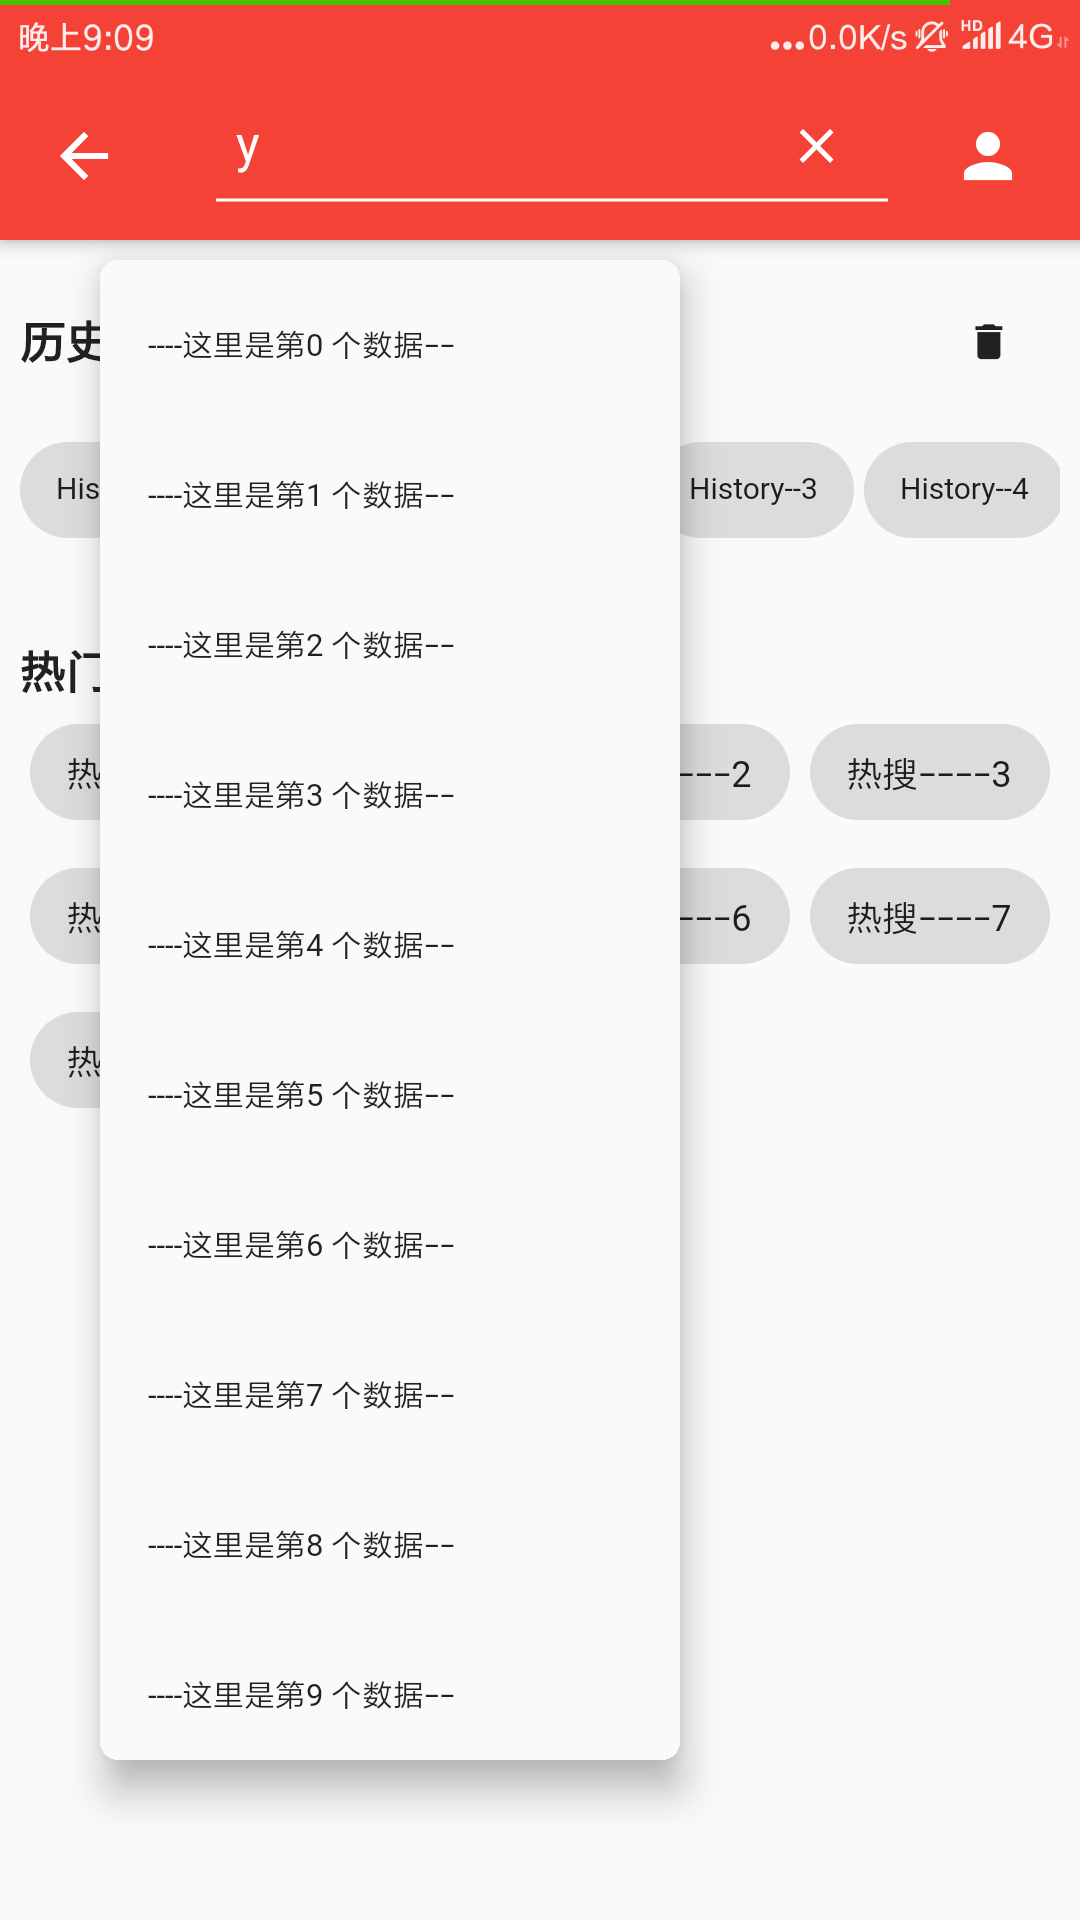 晚上9:09 ...0.0K/s HD 4G
y
历史
----这里是第0 个数据--
His History--3 History--4
----这里是第1 个数据--
----这里是第2 个数据--
热门
热 ---2 热搜----3
----这里是第3 个数据--
热 ---6 热搜----7
----这里是第4 个数据--
热
----这里是第5 个数据--
----这里是第6 个数据--
----这里是第7 个数据--
----这里是第8 个数据--
----这里是第9 个数据--